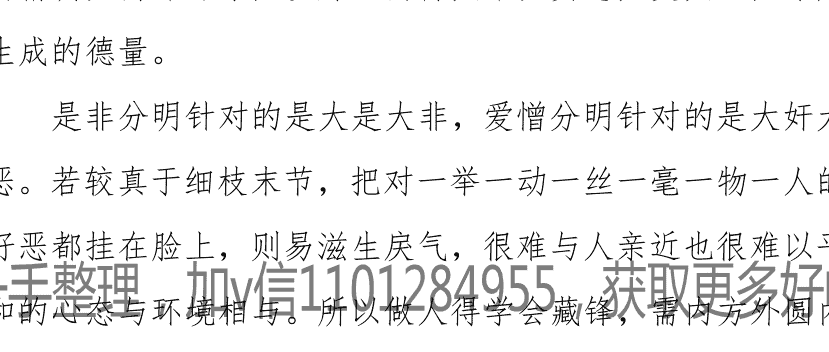 生成的德量。
是非分明针对的是大是大非，爱憎分明针对的是大奸大
恶。若较真于细枝末节，把对一举一动一丝一毫一物一人的
好恶都挂在脸上，则易滋生戾气，很难与人亲近也很难以平
一手整理，加v信1101284955，获取更多好
和的心态与环境相与。所以做人得学会藏锋，需内方外圆内